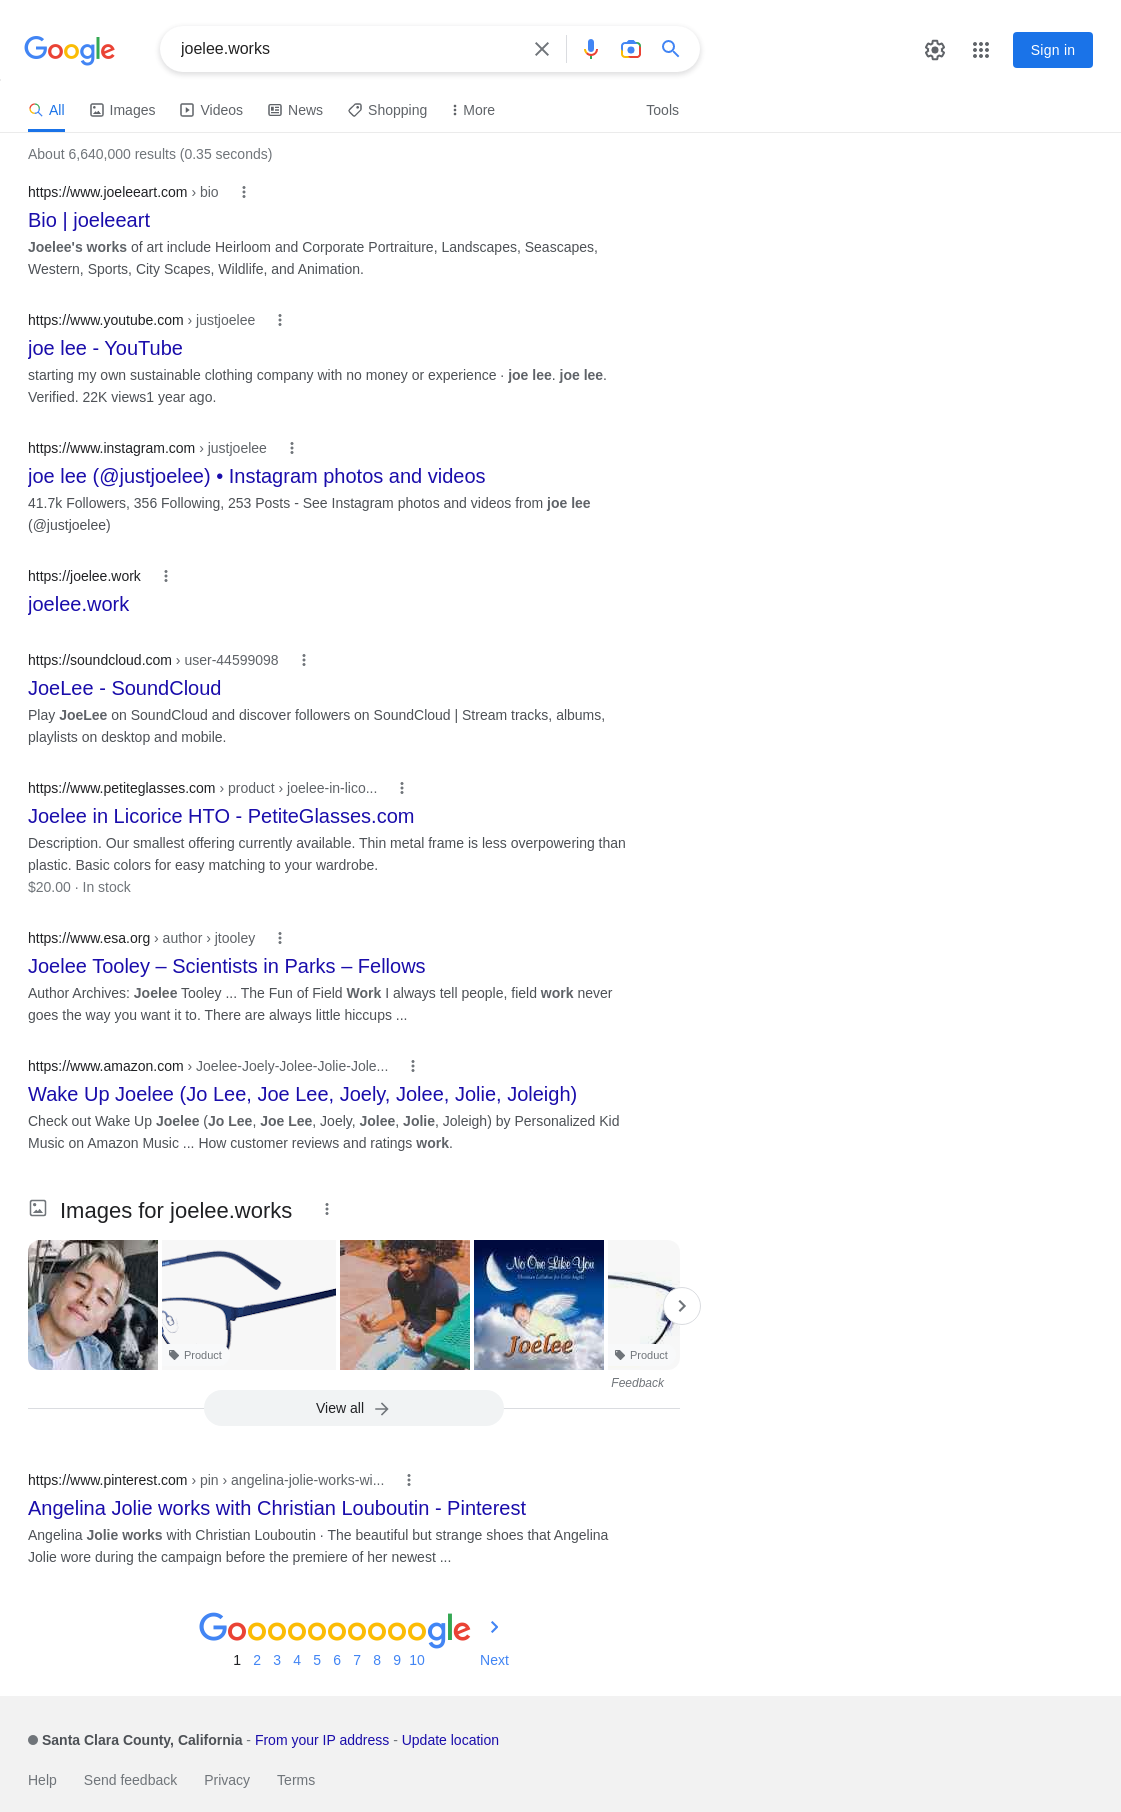 Google
joelee.works
Sign in
All
Images
Videos
News
Shopping
More
Tools
About 6,640,000 results (0.35 seconds)
https://www.joeleeart.com › bio
Bio | joeleeart
Joelee's works of art include Heirloom and Corporate Portraiture, Landscapes, Seascapes,
Western, Sports, City Scapes, Wildlife, and Animation.
https://www.youtube.com › justjoelee
joe lee - YouTube
starting my own sustainable clothing company with no money or experience · joe lee. joe lee.
Verified. 22K views1 year ago.
https://www.instagram.com › justjoelee
joe lee (@justjoelee) • Instagram photos and videos
41.7k Followers, 356 Following, 253 Posts - See Instagram photos and videos from joe lee
(@justjoelee)
https://joelee.work
joelee.work
https://soundcloud.com › user-44599098
JoeLee - SoundCloud
Play JoeLee on SoundCloud and discover followers on SoundCloud | Stream tracks, albums,
playlists on desktop and mobile.
https://www.petiteglasses.com › product › joelee-in-lico...
Joelee in Licorice HTO - PetiteGlasses.com
Description. Our smallest offering currently available. Thin metal frame is less overpowering than
plastic. Basic colors for easy matching to your wardrobe.
$20.00 · In stock
https://www.esa.org › author › jtooley
Joelee Tooley – Scientists in Parks – Fellows
Author Archives: Joelee Tooley ... The Fun of Field Work I always tell people, field work never
goes the way you want it to. There are always little hiccups ...
https://www.amazon.com › Joelee-Joely-Jolee-Jolie-Jole...
Wake Up Joelee (Jo Lee, Joe Lee, Joely, Jolee, Jolie, Joleigh)
Check out Wake Up Joelee (Jo Lee, Joe Lee, Joely, Jolee, Jolie, Joleigh) by Personalized Kid
Music on Amazon Music ... How customer reviews and ratings work.
Images for joelee.works
No One Like You
Christian Lullabies for Little Angels
Joelee
Product
Product
Feedback
View all
https://www.pinterest.com › pin › angelina-jolie-works-wi...
Angelina Jolie works with Christian Louboutin - Pinterest
Angelina Jolie works with Christian Louboutin · The beautiful but strange shoes that Angelina
Jolie wore during the campaign before the premiere of her newest ...
Goooooooooogle
1 2 3 4 5 6 7 8 9 10 Next
Santa Clara County, California - From your IP address - Update location
Help Send feedback Privacy Terms